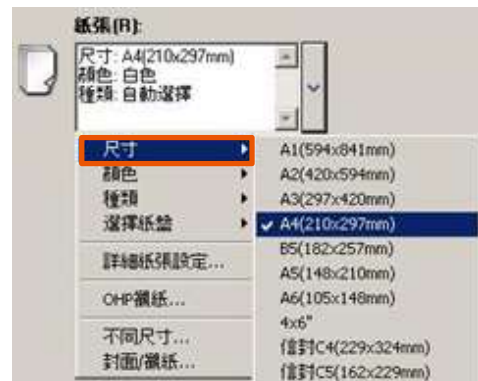 紙張(R):
尺寸: A4(210x297mm)
顏色: 白色
種類: 自動選擇
尺寸
顏色
種類
選擇紙盤
詳細紙張設定...
OHP襯紙...
不同尺寸...
封面/襯紙...
A1(594x841mm)
A2(420x594mm)
A3(297x420mm)
A4(210x297mm)
B5(182x257mm)
A5(148x210mm)
A6(105x148mm)
4x6"
信封C4(229x324mm)
信封C5(162x229mm)